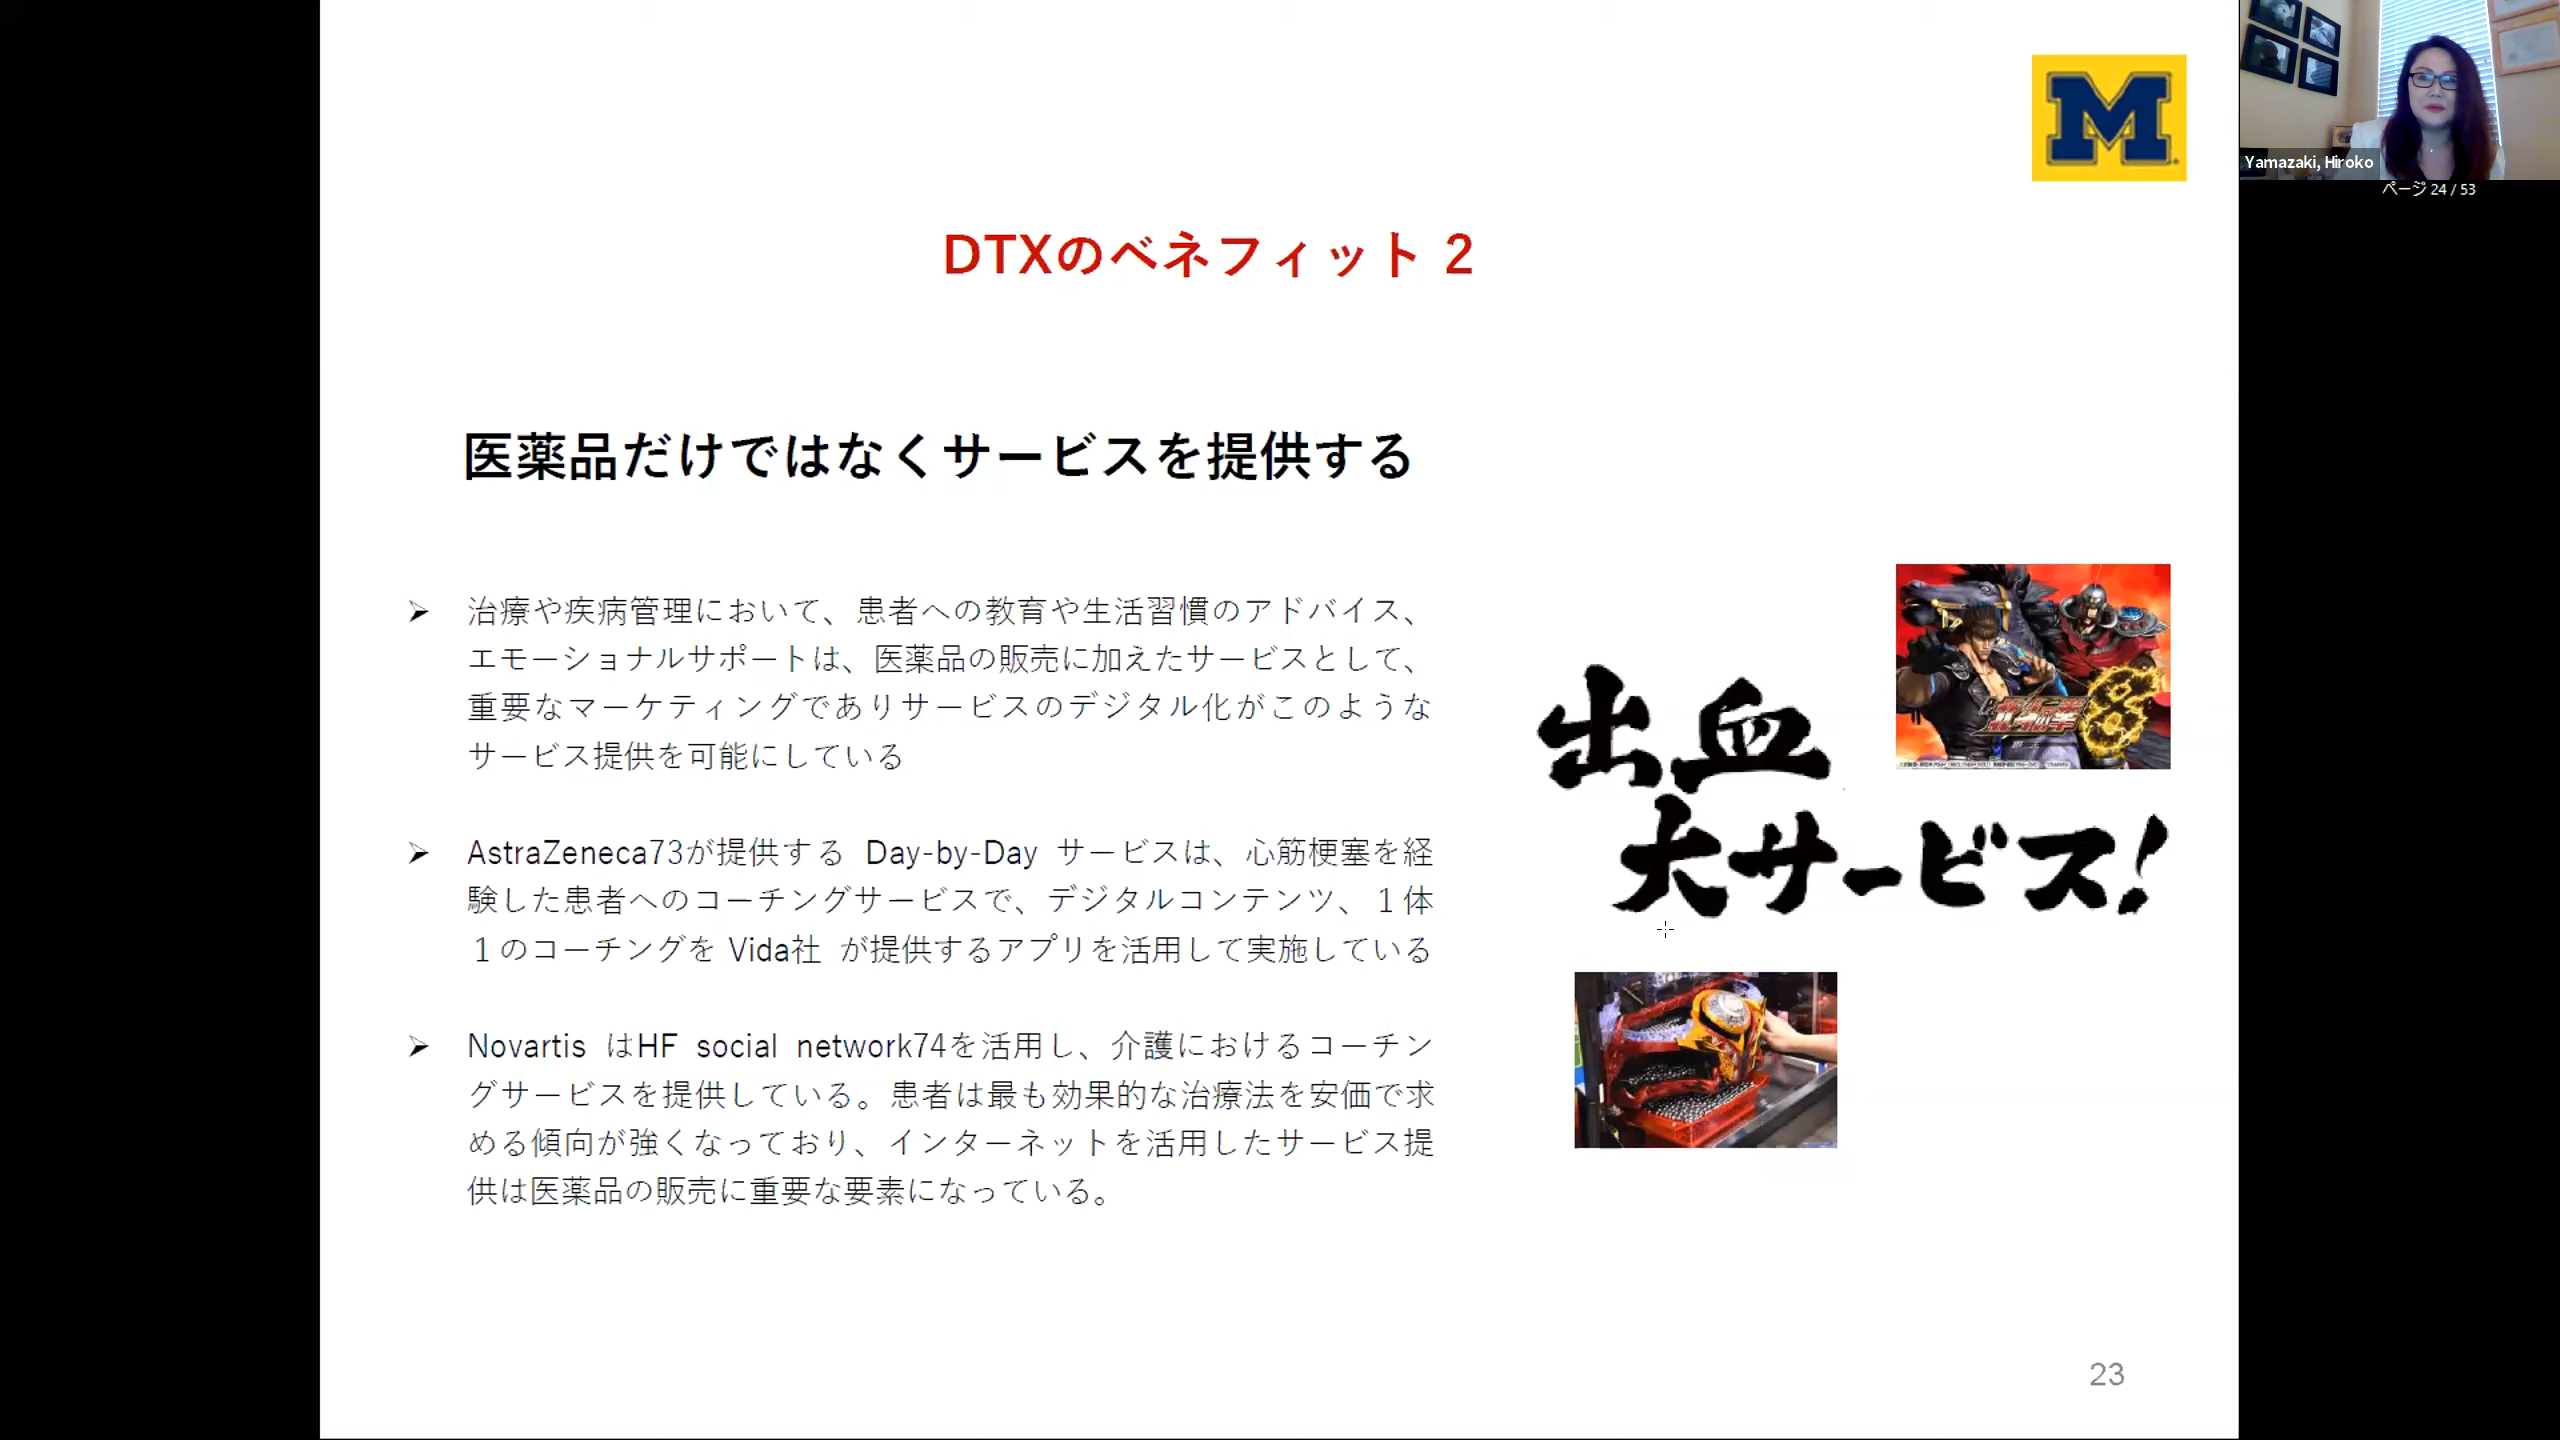 M
Yamazaki, Hiroko
ページ 24 / 53
DTXのベネフィット 2
医薬品だけではなくサービスを提供する
➢ 治療や疾病管理において、患者への教育や生活習慣のアドバイス、
エモーショナルサポートは、医薬品の販売に加えたサービスとして、
重要なマーケティングでありサービスのデジタル化がこのような
サービス提供を可能にしている
➢ AstraZeneca73が提供する Day-by-Day サービスは、心筋梗塞を経
験した患者へのコーチングサービスで、デジタルコンテンツ、１体
１のコーチングを Vida社 が提供するアプリを活用して実施している
➢ Novartis はHF social network74を活用し、介護におけるコーチン
グサービスを提供している。患者は最も効果的な治療法を安価で求
める傾向が強くなっており、インターネットを活用したサービス提
供は医薬品の販売に重要な要素になっている。
出血
大サービス!
8
23